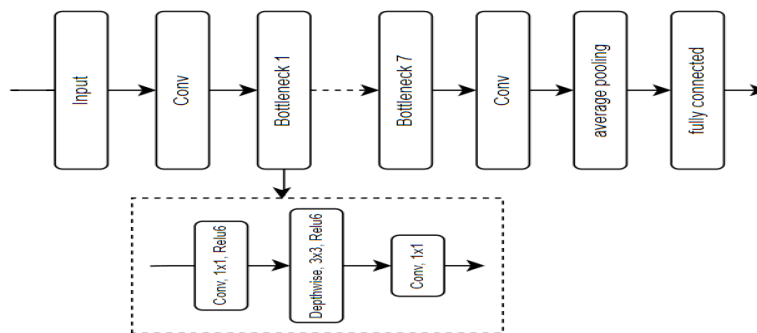 Input
Conv
Bottleneck 1
Bottleneck 7
Conv
average pooling
fully connected
Conv, 1x1, Relu6
Depthwise, 3x3, Relu6
Conv, 1x1